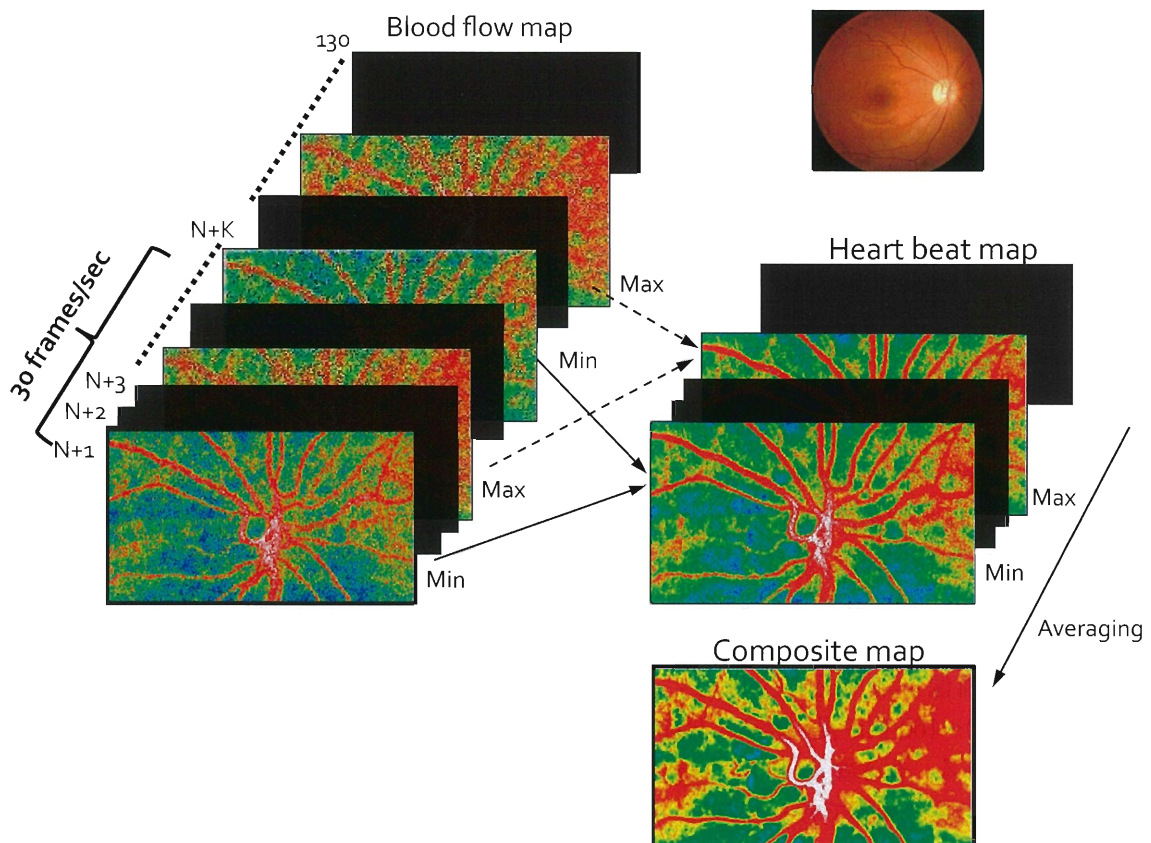 Blood flow map
130
N+K
30 frames/sec
N+3
N+2
N+1
Max
Min
Max
Min
Heart beat map
Max
Min
Averaging
Composite map